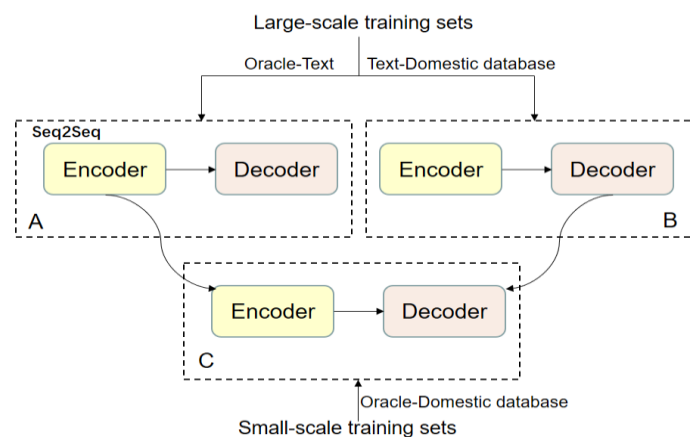 Large-scale training sets
Oracle-Text
Text-Domestic database
Seq2Seq
Encoder
Decoder
A
Encoder
Decoder
B
Encoder
Decoder
C
Oracle-Domestic database
Small-scale training sets